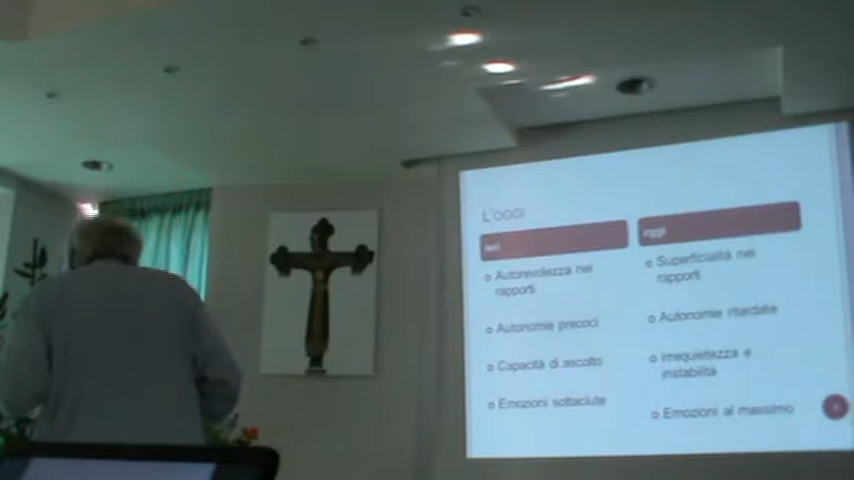 L'OGGI
ieri
oggi
o Autorevolezza nei
rapporti
o Superficialità nei
rapporti
o Autonomie precoci
o Autonomie ritardate
o Capacità di ascolto
o Irrequietezza e
instabilità
o Emozioni sottaciute
o Emozioni al massimo